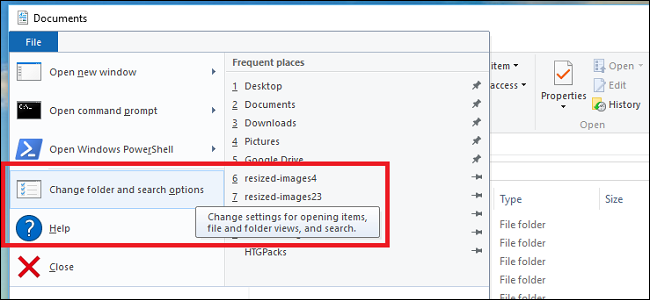 Documents
File
Open new window
Open command prompt
Open Windows PowerShell
Change folder and search options
Help
Close
Frequent places
1 Desktop
2 Documents
3 Downloads
4 Pictures
5 Google Drive
6 resized-images4
7 resized-images23
Change settings for opening items,
file and folder views, and search.
HTGPacks
item
access
Properties
Open
Edit
History
Open
Type
Size
File folder
File folder
File folder
File folder